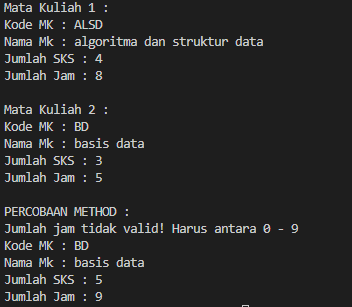 Mata Kuliah 1 :
Kode MK : ALSD
Nama Mk : algoritma dan struktur data
Jumlah SKS : 4
Jumlah Jam : 8

Mata Kuliah 2 :
Kode MK : BD
Nama Mk : basis data
Jumlah SKS : 3
Jumlah Jam : 5

PERCOBAAN METHOD :
Jumlah jam tidak valid! Harus antara 0 - 9
Kode MK : BD
Nama Mk : basis data
Jumlah SKS : 5
Jumlah Jam : 9